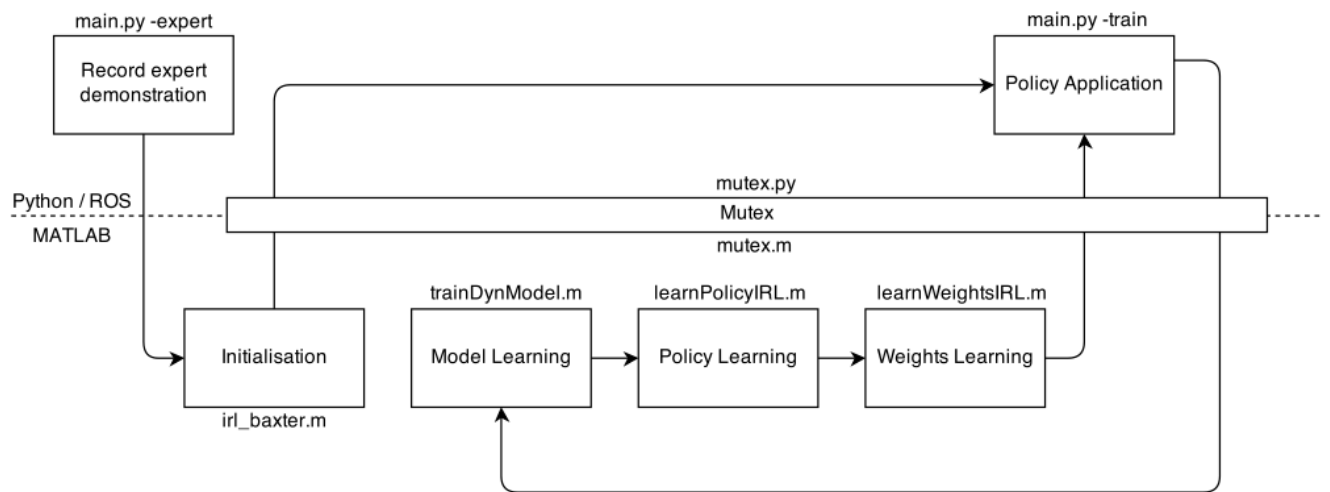 main.py -expert
Record expert
demonstration
main.py -train
Policy Application
Python / ROS
MATLAB
mutex.py
Mutex
mutex.m
trainDynModel.m
learnPolicyIRL.m
learnWeightsIRL.m
Initialisation
Model Learning
Policy Learning
Weights Learning
irl_baxter.m